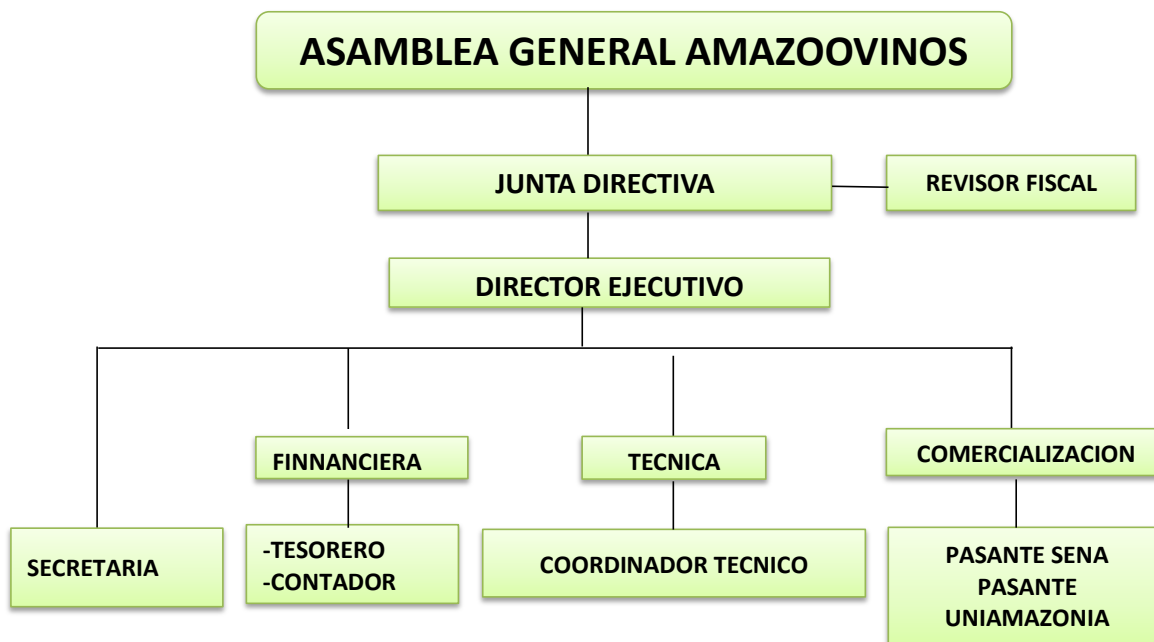 ASAMBLEA GENERAL AMAZOOVINOS
JUNTA DIRECTIVA
REVISOR FISCAL
DIRECTOR EJECUTIVO
FINNANCIERA
TECNICA
COMERCIALIZACION
SECRETARIA
-TESORERO
-CONTADOR
COORDINADOR TECNICO
PASANTE SENA
PASANTE
UNIAMAZONIA